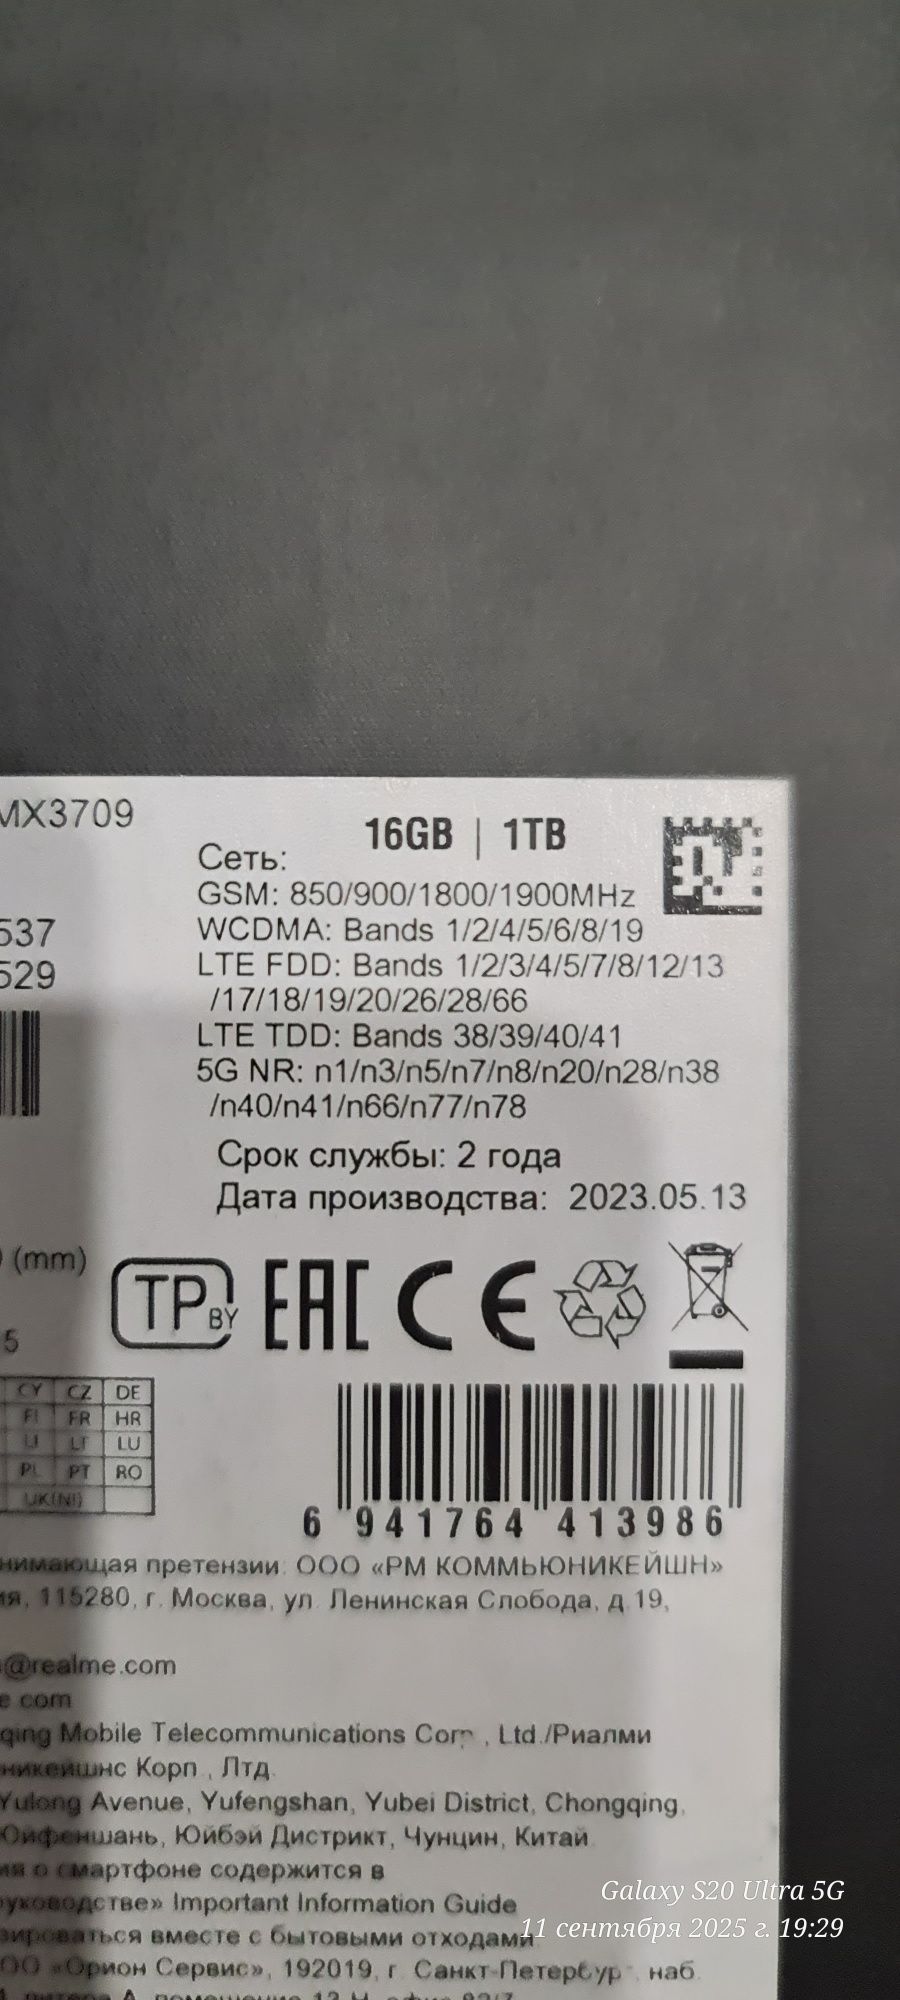 MX3709
16GB | 1TB
Сеть:
GSM: 850/900/1800/1900MHz
537
WCDMA: Bands 1/2/4/5/6/8/19
529
LTE FDD: Bands 1/2/3/4/5/7/8/12/13
/17/18/19/20/26/28/66
LTE TDD: Bands 38/39/40/41
5G NR: n1/n3/n5/n7/n8/n20/n28/n38
/n40/n41/n66/n77/n78
Срок службы: 2 года
Дата производства: 2023.05.13
(mm)
TP BY EAC CE
5
CY CZ DE
FI FR HR
LI LT LU
PL PT RO
UK(NI)
6 941764 413986
нимающая претензии: ООО «РМ КОММЬЮНИКЕЙШН»
ия, 115280, г. Москва, ул. Ленинская Слобода, д.19,
@realme.com
e.com
qing Mobile Telecommunications Corp., Ltd./Риалми
никейшнс Корп., Лтд.
Yulong Avenue, Yufengshan, Yubei District, Chongqing,
Юйфеншань, Юйбэй Дистрикт, Чунцин, Китай
ия о смартфоне содержится в
руководстве» Important Information Guide
зироваться вместе с бытовыми отходами
ОО «Орион Сервис», 192019, г. Санкт-Петербург, наб.
Galaxy S20 Ultra 5G
11 сентября 2025 г. 19:29